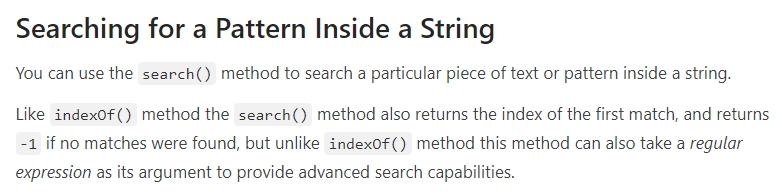 Searching for a Pattern Inside a String
You can use the search() method to search a particular piece of text or pattern inside a string.
Like indexOf() method the search() method also returns the index of the first match, and returns
-1 if no matches were found, but unlike indexOf() method this method can also take a regular
expression as its argument to provide advanced search capabilities.